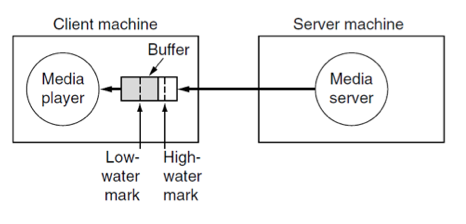 Client machine
Server machine
Buffer
Media
player
Media
server
Low-
water
mark
High-
water
mark